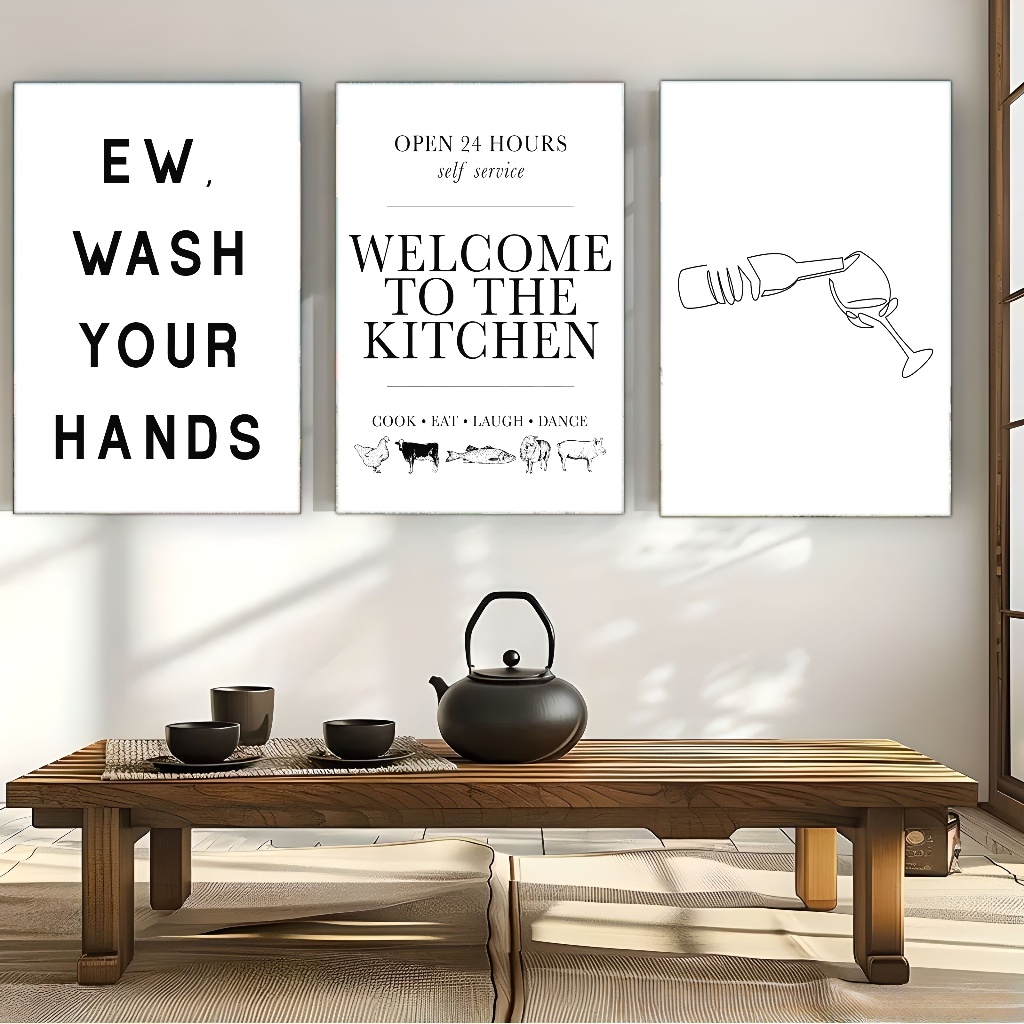 EW,
WASH
YOUR
HANDS
OPEN 24 HOURS
self service
WELCOME
TO THE
KITCHEN
COOK • EAT • LAUGH • DANCE